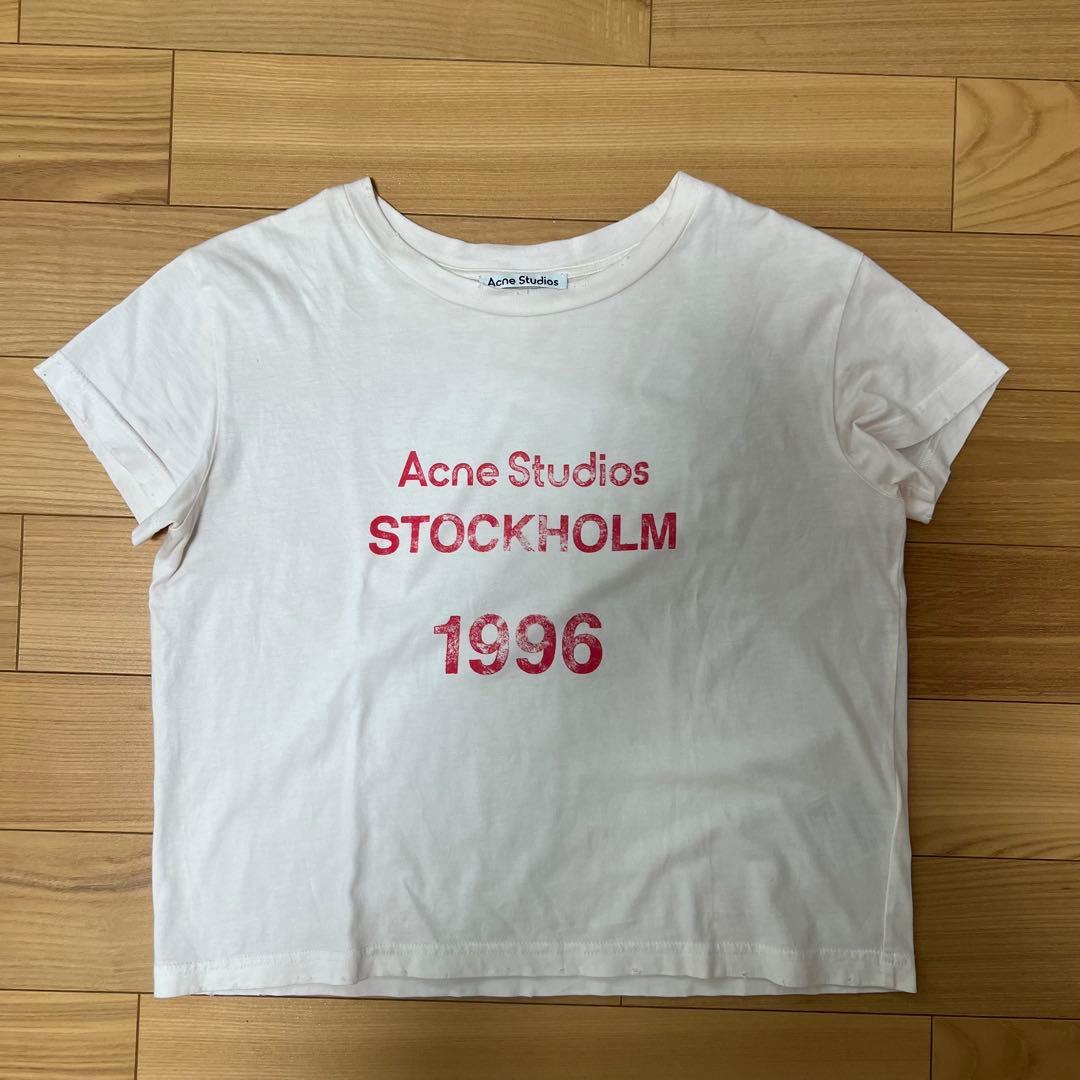 Acne Studios
Acne Studios
STOCKHOLM
1996